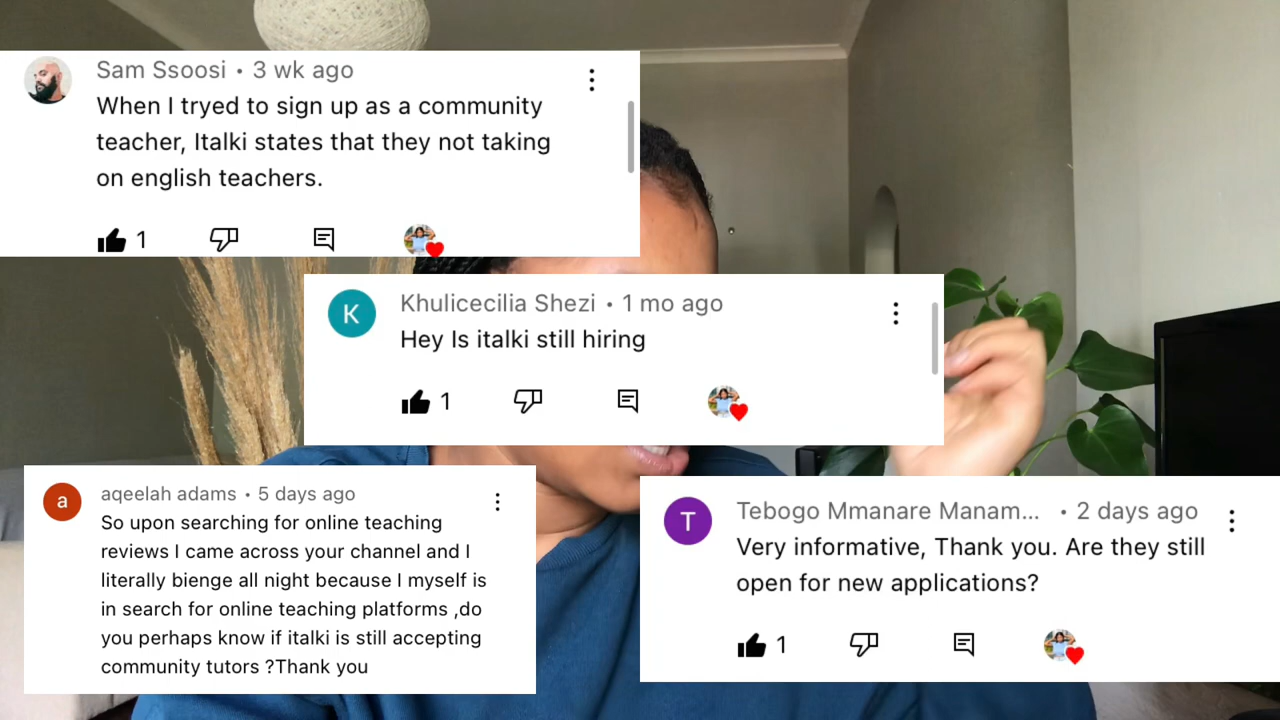 Sam Ssoosi • 3 wk ago
When I tryed to sign up as a community
teacher, Italki states that they not taking
on english teachers.
1
K
Khulicecilia Shezi • 1 mo ago
Hey Is italki still hiring
1
a
aqeelah adams • 5 days ago
So upon searching for online teaching
reviews I came across your channel and I
literally bienge all night because I myself is
in search for online teaching platforms ,do
you perhaps know if italki is still accepting
community tutors ?Thank you
T
Tebogo Mmanare Manam... • 2 days ago
Very informative, Thank you. Are they still
open for new applications?
1